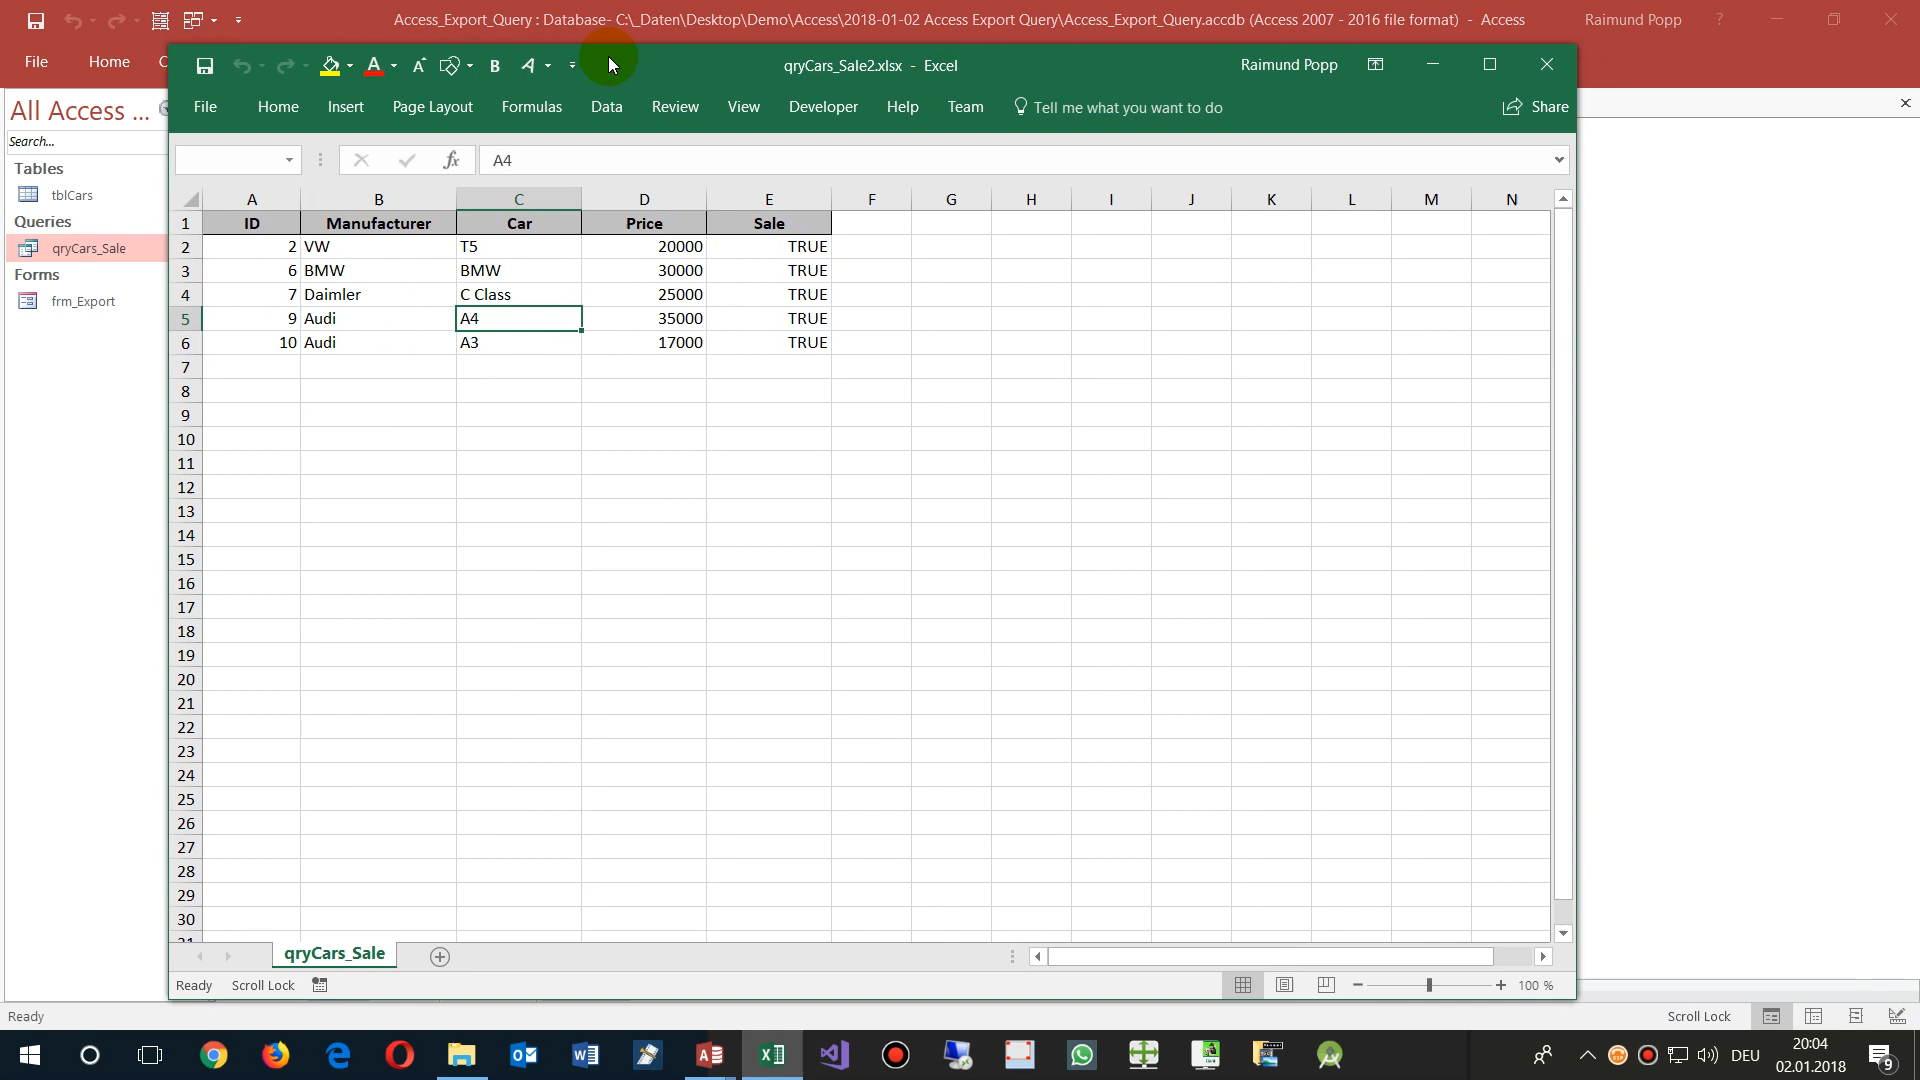 Access_Export_Query : Database- C:\_Daten\Desktop\Demo\Access\2018-01-02 Access Export Query\Access_Export_Query.accdb (Access 2007 - 2016 file format) - Access Raimund Popp ?
File Home C
qryCars_Sale2.xlsx - Excel Raimund Popp
File Home Insert Page Layout Formulas Data Review View Developer Help Team Tell me what you want to do Share
All Access ...
Search...
Tables
tblCars
Queries
qryCars_Sale
Forms
frm_Export
fx A4
A B C D E F G H I J K L M N
1 ID Manufacturer Car Price Sale
2 2 VW T5 20000 TRUE
3 6 BMW BMW 30000 TRUE
4 7 Daimler C Class 25000 TRUE
5 9 Audi A4 35000 TRUE
6 10 Audi A3 17000 TRUE
7
8
9
10
11
12
13
14
15
16
17
18
19
20
21
22
23
24
25
26
27
28
29
30
31
qryCars_Sale
Ready Scroll Lock 100 %
Ready Scroll Lock
DEU 20:04
02.01.2018 9